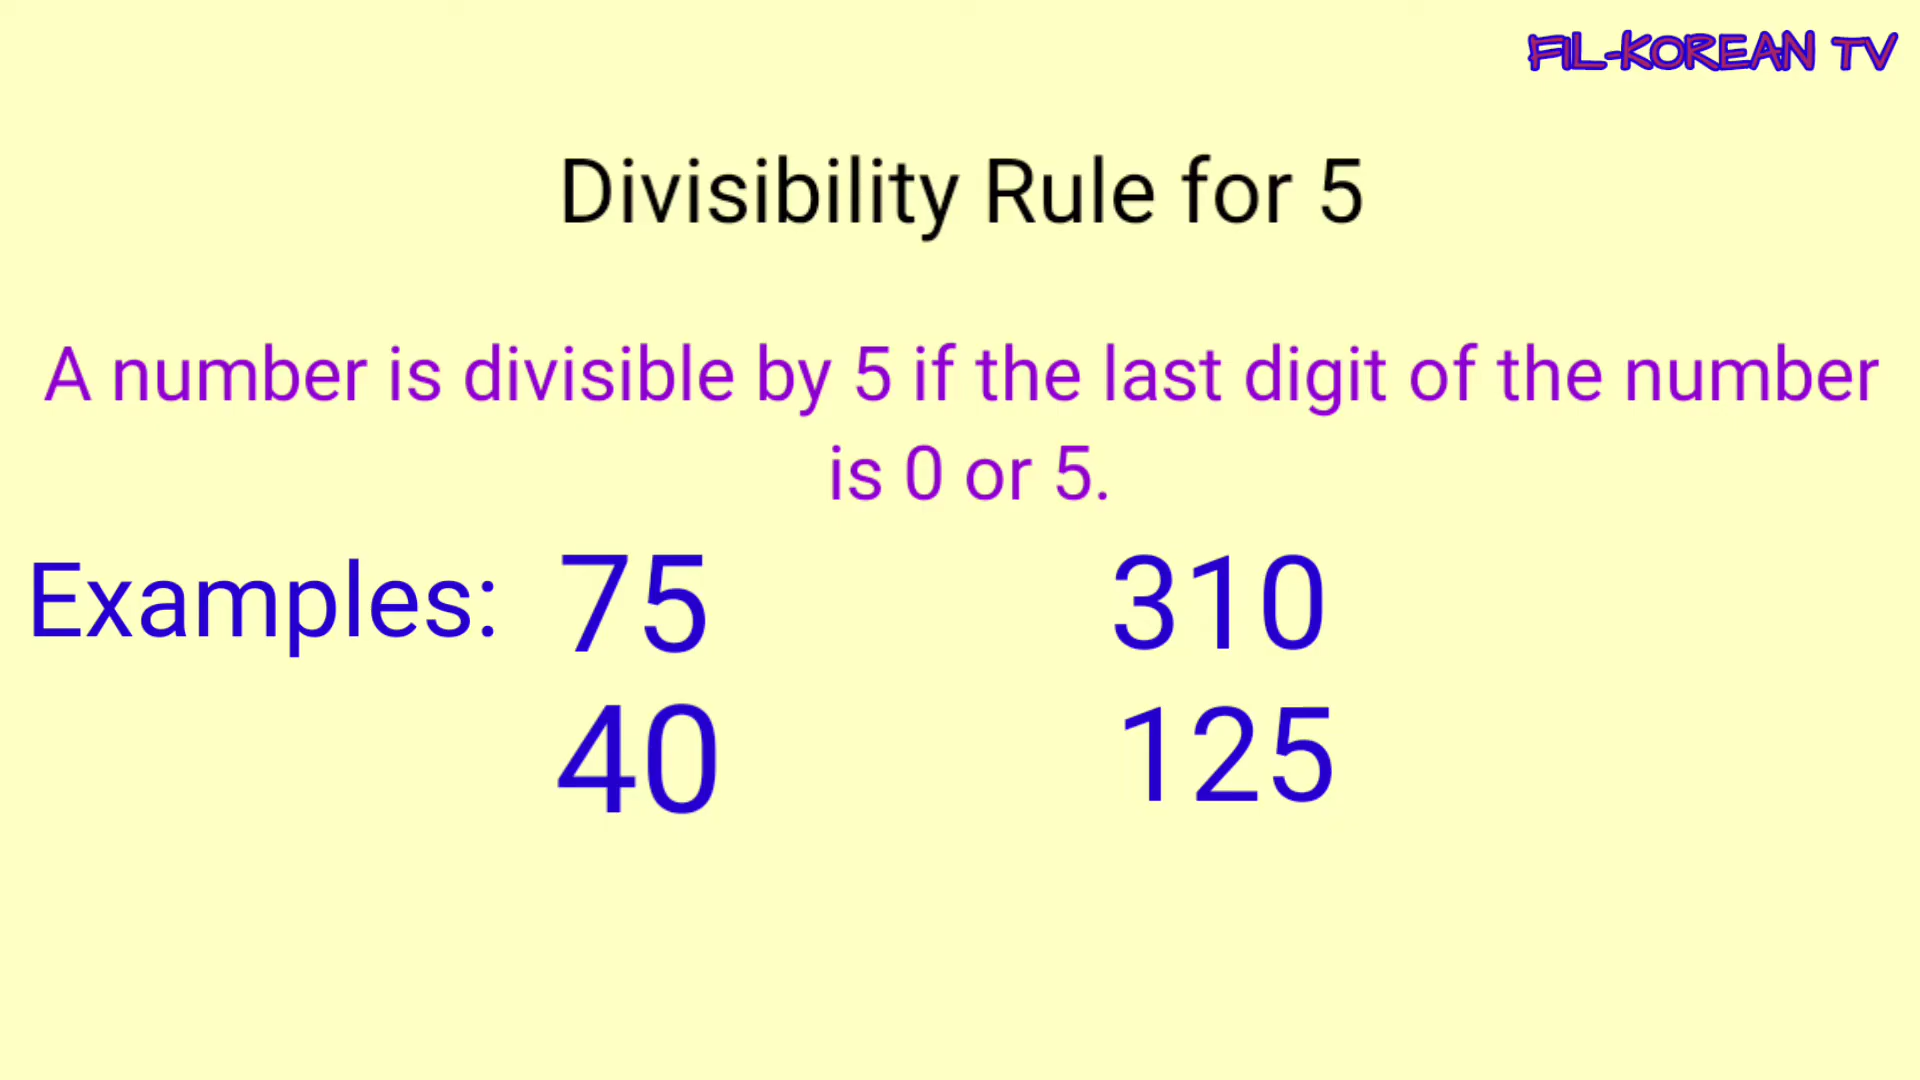 FIL-KOREAN TV
Divisibility Rule for 5
A number is divisible by 5 if the last digit of the number
is 0 or 5.
Examples: 75 310
40 125